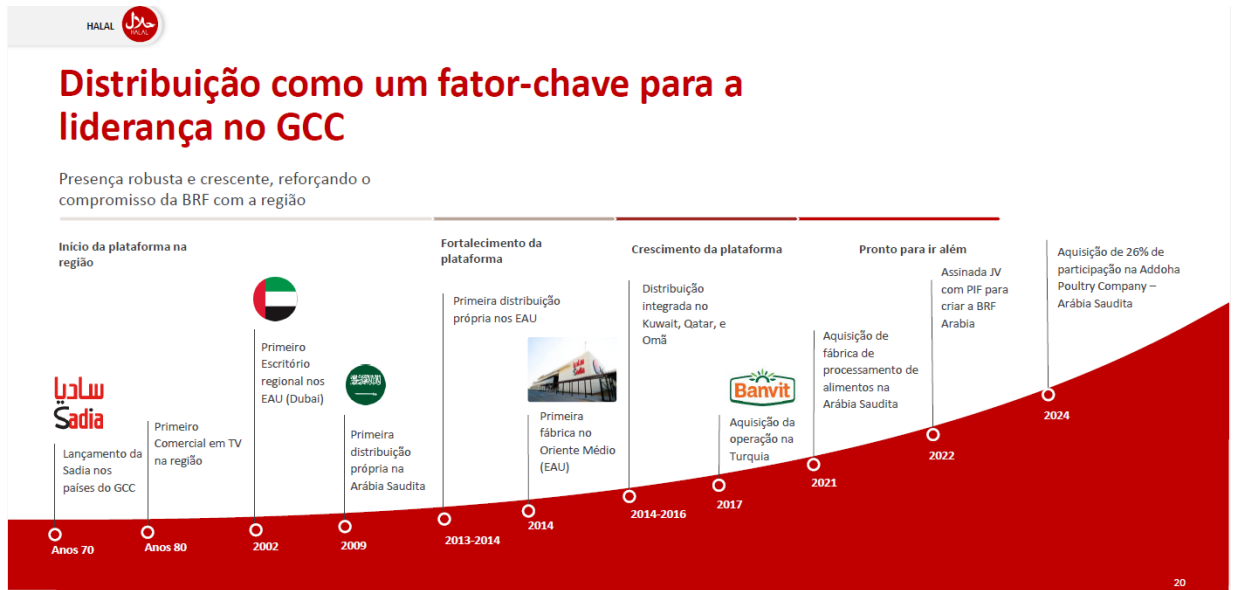 HALAL
حلال
HALAL
Distribuição como um fator-chave para a
liderança no GCC
Presença robusta e crescente, reforçando o
compromisso da BRF com a região
Início da plataforma na
região
Fortalecimento da
plataforma
Crescimento da plataforma
Pronto para ir além
ساديا
Sadia
Lançamento da
Sadia nos
países do GCC
Anos 70
Primeiro
Comercial em TV
na região
Anos 80
Primeiro
Escritório
regional nos
EAU (Dubai)
2002
Primeira
distribuição
própria na
Arábia Saudita
2009
Primeira distribuição
própria nos EAU
2013-2014
Sadia
Primeira
fábrica no
Oriente Médio
(EAU)
2014
Distribuição
integrada no
Kuwait, Qatar, e
Omã
2014-2016
Banvit
Aquisição da
operação na
Turquia
2017
Aquisição de
fábrica de
processamento de
alimentos na
Arábia Saudita
2021
Assinada JV
com PIF para
criar a BRF
Arabia
2022
Aquisição de 26% de
participação na Addoha
Poultry Company –
Arábia Saudita
2024
20